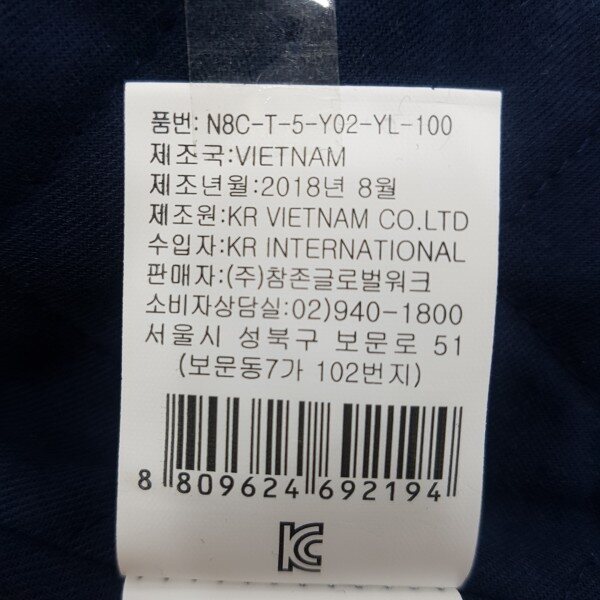 품번: N8C-T-5-Y02-YL-100
제조국:VIETNAM
제조년월:2018년 8월
제조원:KR VIETNAM CO.LTD
수입자:KR INTERNATIONAL
판매자:(주)참존글로벌워크
소비자상담실:02)940-1800
서울시 성북구 보문로 51
(보문동7가 102번지)
8 809624 692194
KC